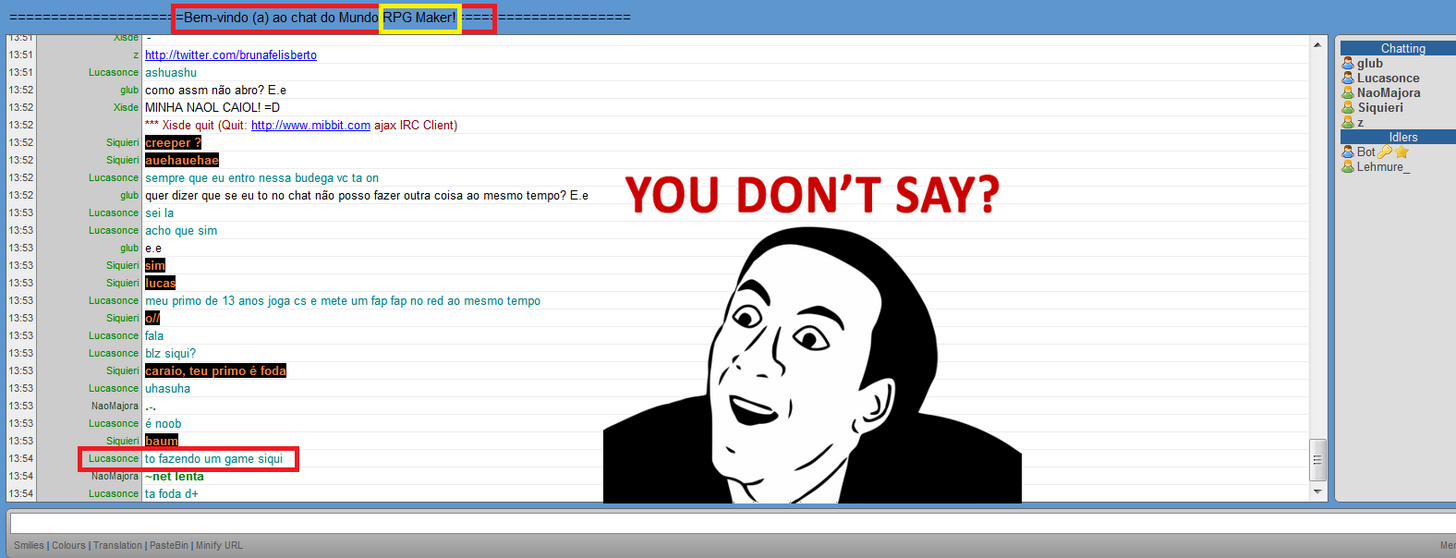 =====================Bem-vindo (a) ao chat do Mundo RPG Maker!=====================
13:51 Xisde -
13:51 z http://twitter.com/brunafelisberto
13:51 Lucasonce ashuashu
13:52 glub como assm não abro? E.e
13:52 Xisde MINHA NAOL CAIOL! =D
13:52 *** Xisde quit (Quit: http://www.mibbit.com ajax IRC Client)
13:52 Siquieri creeper ?
13:52 Siquieri auehauehae
13:52 Lucasonce sempre que eu entro nessa budega vc ta on
13:52 glub quer dizer que se eu to no chat não posso fazer outra coisa ao mesmo tempo? E.e
13:53 Lucasonce sei la
13:53 Lucasonce acho que sim
13:53 glub e.e
13:53 Siquieri sim
13:53 Siquieri lucas
13:53 Lucasonce meu primo de 13 anos joga cs e mete um fap fap no red ao mesmo tempo
13:53 Siquieri o//
13:53 Lucasonce fala
13:53 Lucasonce blz siqui?
13:53 Siquieri caraio, teu primo é foda
13:53 Lucasonce uhasuha
13:53 NaoMajora .-.
13:53 Lucasonce é noob
13:53 Siquieri baum
13:54 Lucasonce to fazendo um game siqui
13:54 NaoMajora ~net lenta
13:54 Lucasonce ta foda d+
YOU DON'T SAY?
Chatting
glub
Lucasonce
NaoMajora
Siquieri
z
Idlers
Bot
Lehmure_
Smilies | Colours | Translation | PasteBin | Minify URL